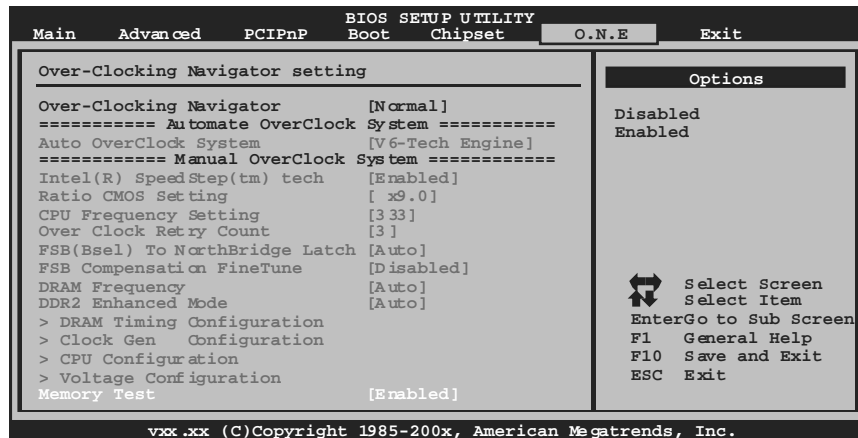 BIOS SETUP UTILITY
Main Advanced PCIPnP Boot Chipset O.N.E Exit
Over-Clocking Navigator setting
Over-Clocking Navigator [Normal]
=========== Automate OverClock System ===========
Auto OverClock System [V6-Tech Engine]
============ Manual OverClock System ============
Intel(R) SpeedStep(tm) tech [Enabled]
Ratio CMOS Setting [ x9.0]
CPU Frequency Setting [333]
Over Clock Retry Count [3]
FSB(Bsel) To NorthBridge Latch [Auto]
FSB Compensation FineTune [Disabled]
DRAM Frequency [Auto]
DDR2 Enhanced Mode [Auto]
> DRAM Timing Configuration
> Clock Gen Configuration
> CPU Configuration
> Voltage Configuration
Memory Test [Enabled]
Options
Disabled
Enabled
Select Screen
Select Item
EnterGo to Sub Screen
F1 General Help
F10 Save and Exit
ESC Exit
vxx.xx (C)Copyright 1985-200x, American Megatrends, Inc.